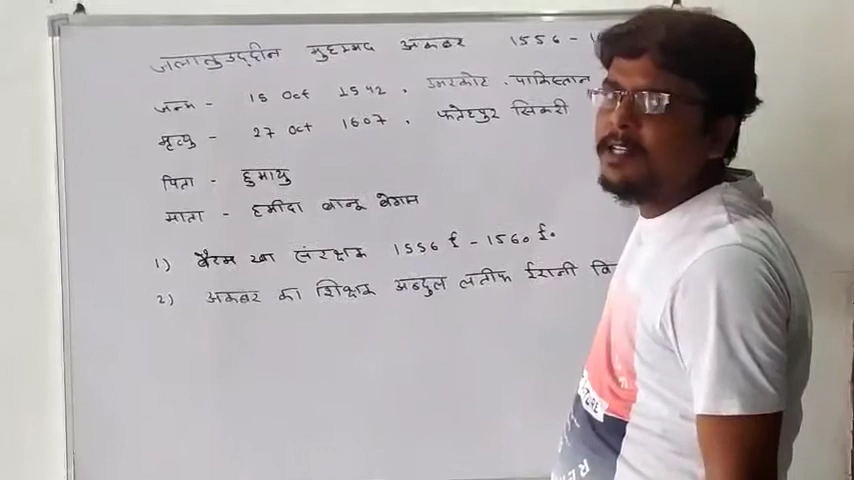 जलालुउद्दीन मुहम्मद अकबर 1556 - 1
जन्म - 15 Oct 1542 . उमरकोट . पाकिस्तान
मृत्यु - 27 Oct 1607 . फतेहपुर सिकरी
पिता - हुमायु
माता - हमीदा बानू बेगम
1) बैरम खा संरक्षक 1556 ई - 1560 ई॰
2) अकबर का शिक्षक अब्दुल लतीफ ईरानी वि